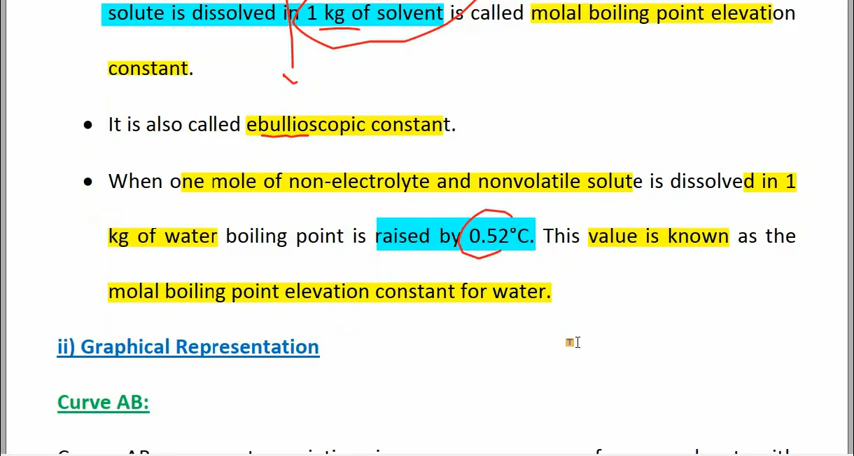 solute is dissolved in 1 kg of solvent is called molal boiling point elevation
constant.
• It is also called ebullioscopic constant.
• When one mole of non-electrolyte and nonvolatile solute is dissolved in 1
kg of water boiling point is raised by 0.52°C. This value is known as the
molal boiling point elevation constant for water.
ii) Graphical Representation
Curve AB: